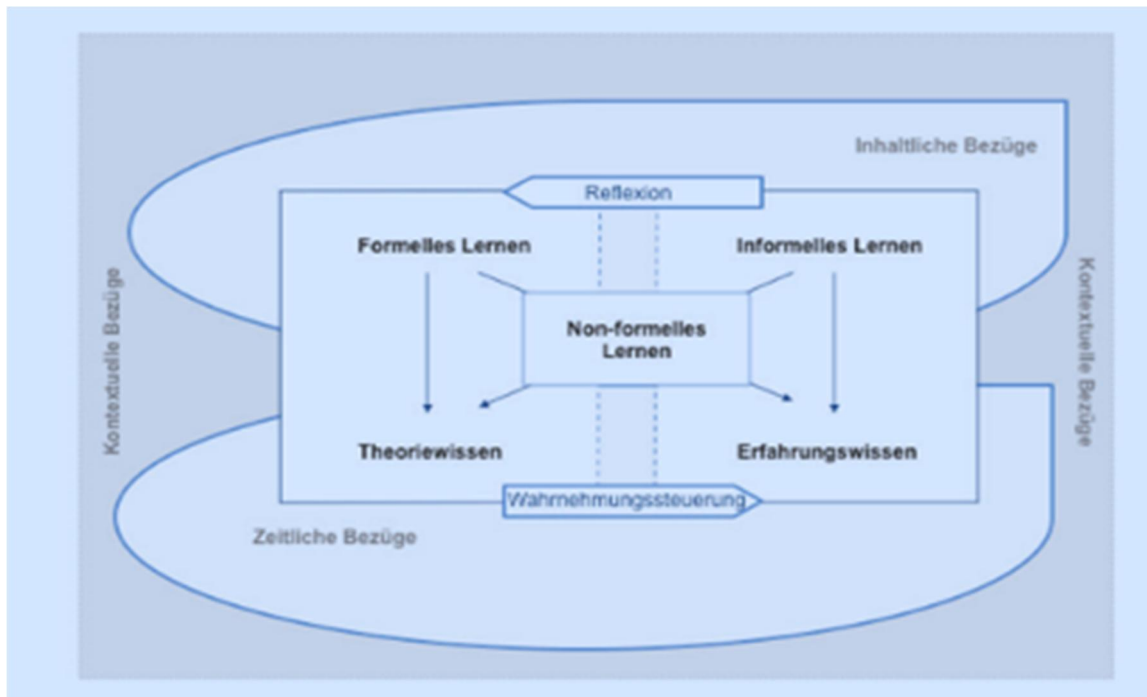 Inhaltliche Bezüge
Reflexion
Formelles Lernen
Informelles Lernen
Kontextuelle Bezüge
Kontextuelle Bezüge
Non-formelles
Lernen
Theoriewissen
Erfahrungswissen
Wahrnehmungssteuerung
Zeitliche Bezüge